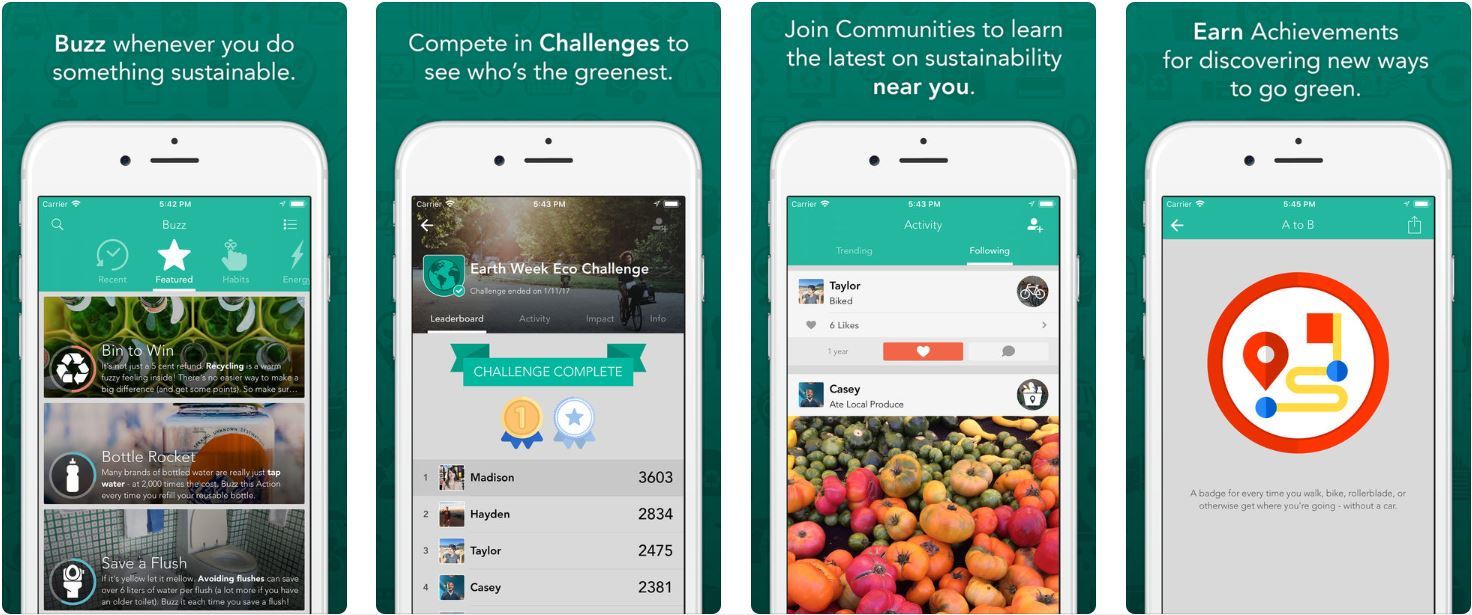 Buzz whenever you do
something sustainable.
Carrier
5:42 PM
Buzz
Recent
Featured
Habits
Energy
Bin to Win
It's not just a 5 cent refund. Recycling is a warm
fuzzy feeling inside! There's no easier way to make a
big difference (and get some points). So make sur...
Bottle Rocket
Many brands of bottled water are really just tap
water - at 2,000 times the cost. Buzz this Action
every time you refill your reusable bottle.
Save a Flush
If it's yellow let it mellow. Avoiding flushes can save
over 6 liters of water per flush (a lot more if you have
an older toilet). Buzz it each time you save a flush!
Compete in Challenges to
see who's the greenest.
Carrier
5:43 PM
Earth Week Eco Challenge
Challenge ended on 1/11/17
Leaderboard
Activity
Impact
Info
CHALLENGE COMPLETE
1
1 Madison 3603
2 Hayden 2834
3 Taylor 2475
4 Casey 2381
Join Communities to learn
the latest on sustainability
near you.
Carrier
5:43 PM
Activity
Trending
Following
Taylor
Biked
6 Likes
1 year
Casey
Ate Local Produce
Earn Achievements
for discovering new ways
to go green.
Carrier
5:45 PM
A to B
A badge for every time you walk, bike, rollerblade, or
otherwise get where you're going - without a car.